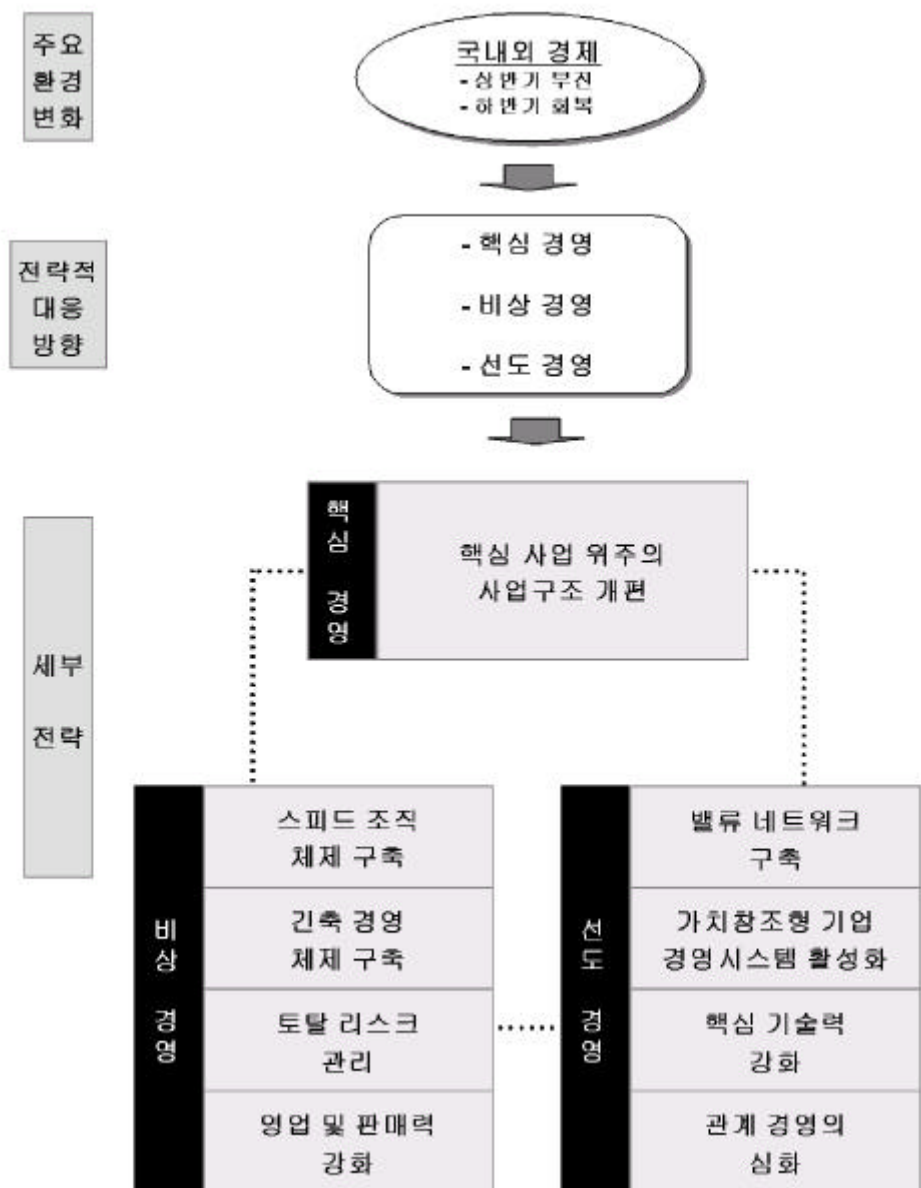 주요
환경
변화
국내외 경제
- 상반기 부진
- 하반기 회복
전략적
대응
방향
- 핵심 경영
- 비상 경영
- 선도 경영
세부
전략
핵심 경영
핵심 사업 위주의
사업구조 개편
비상 경영
스피드 조직
체제 구축
긴축 경영
체제 구축
토탈 리스크
관리
영업 및 판매력
강화
선도 경영
밸류 네트워크
구축
가치창조형 기업
경영시스템 활성화
핵심 기술력
강화
관계 경영의
심화